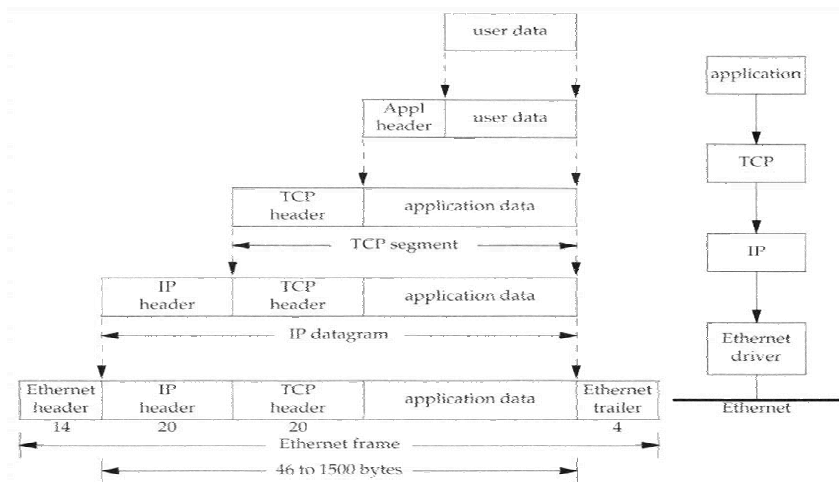 user data
Appl
header
user data
TCP
header
application data
TCP segment
IP
header
TCP
header
application data
IP datagram
Ethernet
header
IP
header
TCP
header
application data
Ethernet
trailer
14
20
20
4
Ethernet frame
46 to 1500 bytes
application
TCP
IP
Ethernet
driver
Ethernet